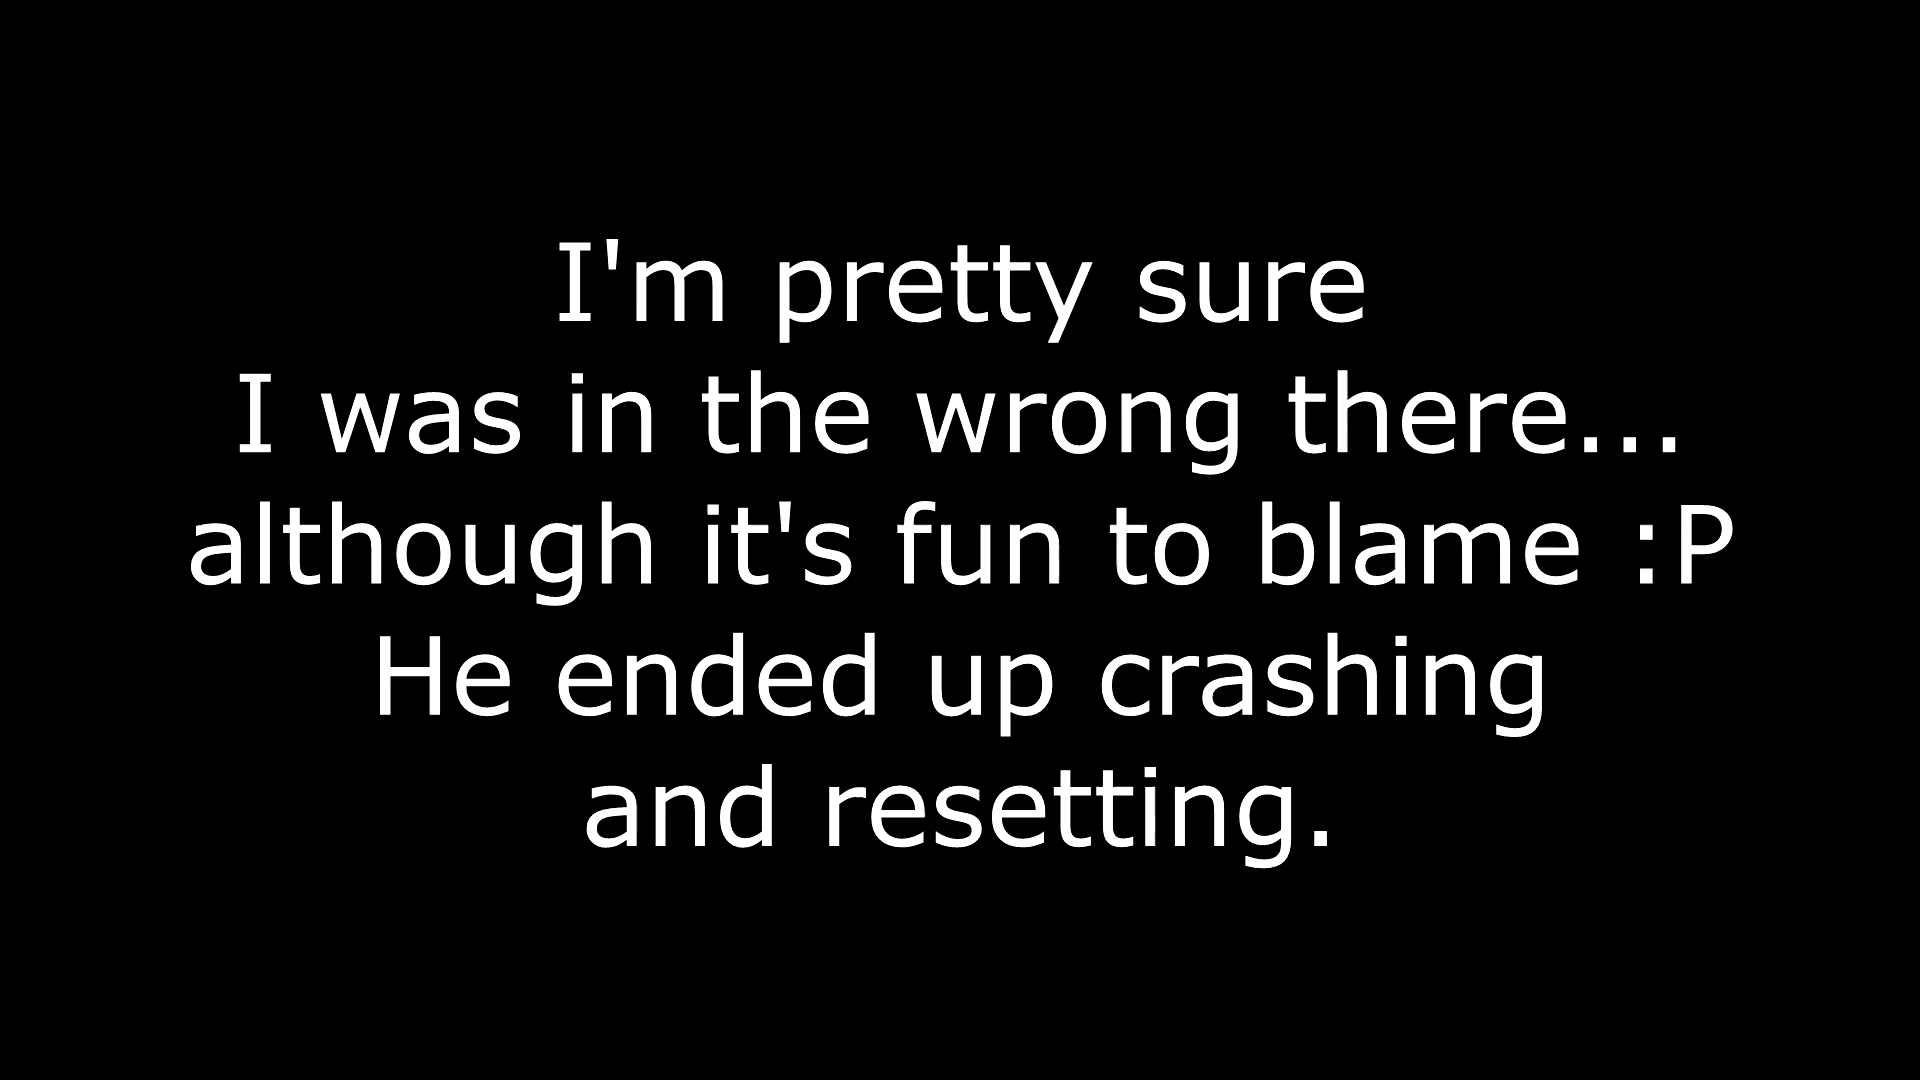 I'm pretty sure
I was in the wrong there...
although it's fun to blame :P
He ended up crashing
and resetting.